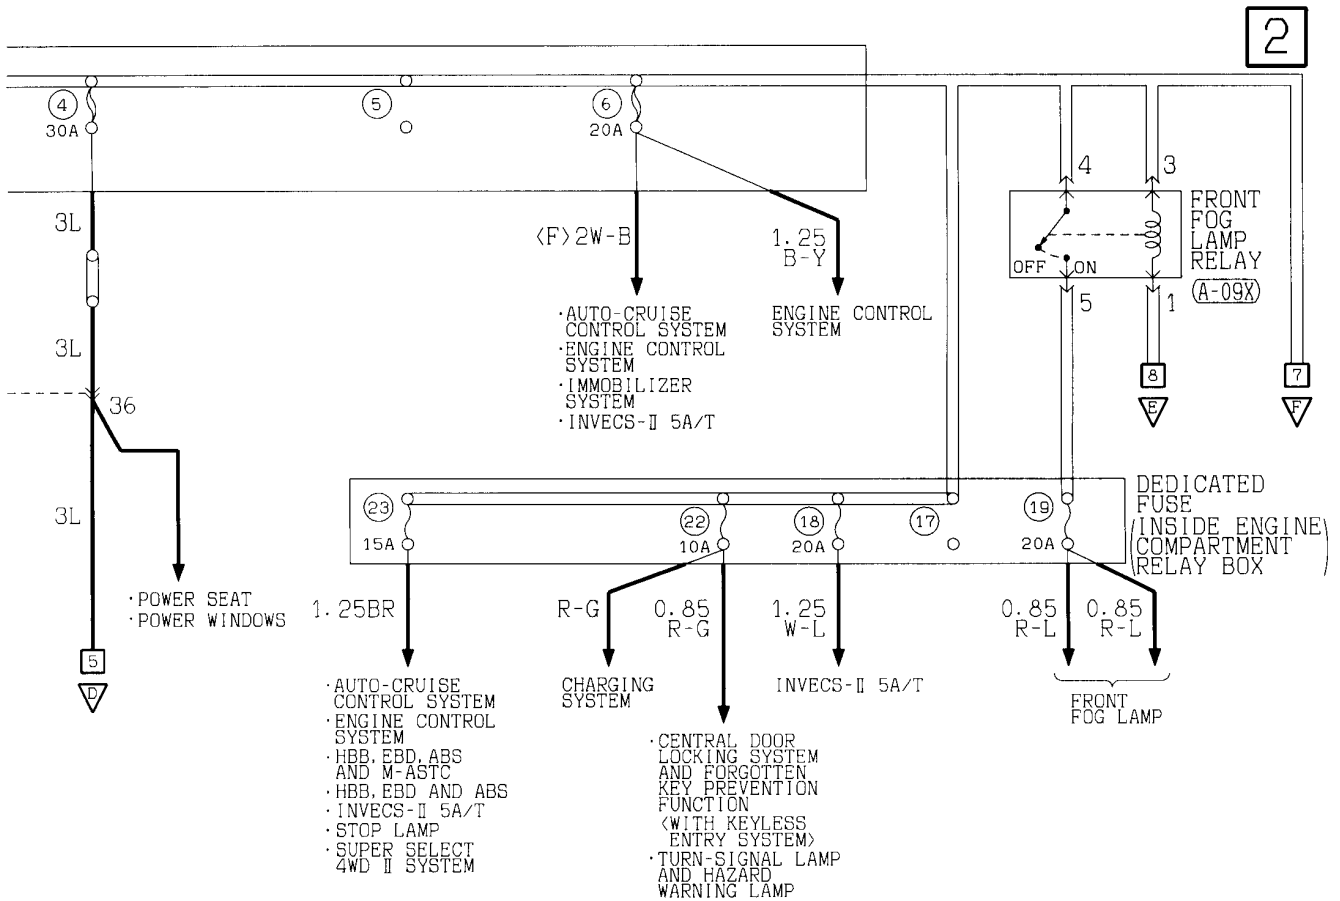 2
4
30A
5
6
20A
4
3
FRONT
FOG
LAMP
RELAY
OFF
ON
(A-09X)
5
1
3L
<F>2W-B
1.25
B-Y
·AUTO-CRUISE
CONTROL SYSTEM
·ENGINE CONTROL
SYSTEM
·IMMOBILIZER
SYSTEM
·INVECS-Ⅱ 5A/T
ENGINE CONTROL
SYSTEM
3L
36
8
E
7
F
3L
·POWER SEAT
·POWER WINDOWS
5
D
DEDICATED
FUSE
(INSIDE ENGINE
COMPARTMENT
RELAY BOX)
23
15A
22
10A
18
20A
17
19
20A
1.25BR
R-G
0.85
R-G
1.25
W-L
0.85
R-L
0.85
R-L
·AUTO-CRUISE
CONTROL SYSTEM
·ENGINE CONTROL
SYSTEM
·HBB,EBD,ABS
AND M-ASTC
·HBB,EBD AND ABS
·INVECS-Ⅱ 5A/T
·STOP LAMP
·SUPER SELECT
4WD Ⅱ SYSTEM
CHARGING
SYSTEM
·CENTRAL DOOR
LOCKING SYSTEM
AND FORGOTTEN
KEY PREVENTION
FUNCTION
<WITH KEYLESS
ENTRY SYSTEM>
·TURN-SIGNAL LAMP
AND HAZARD
WARNING LAMP
INVECS-Ⅱ 5A/T
FRONT
FOG LAMP